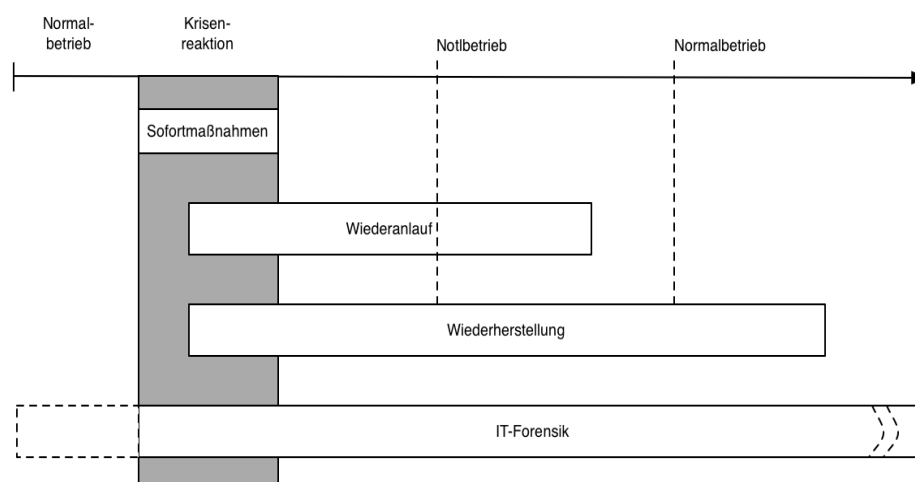 Normal-
betrieb
Krisen-
reaktion
Notlbetrieb
Normalbetrieb
Sofortmaßnahmen
Wiederanlauf
Wiederherstellung
IT-Forensik